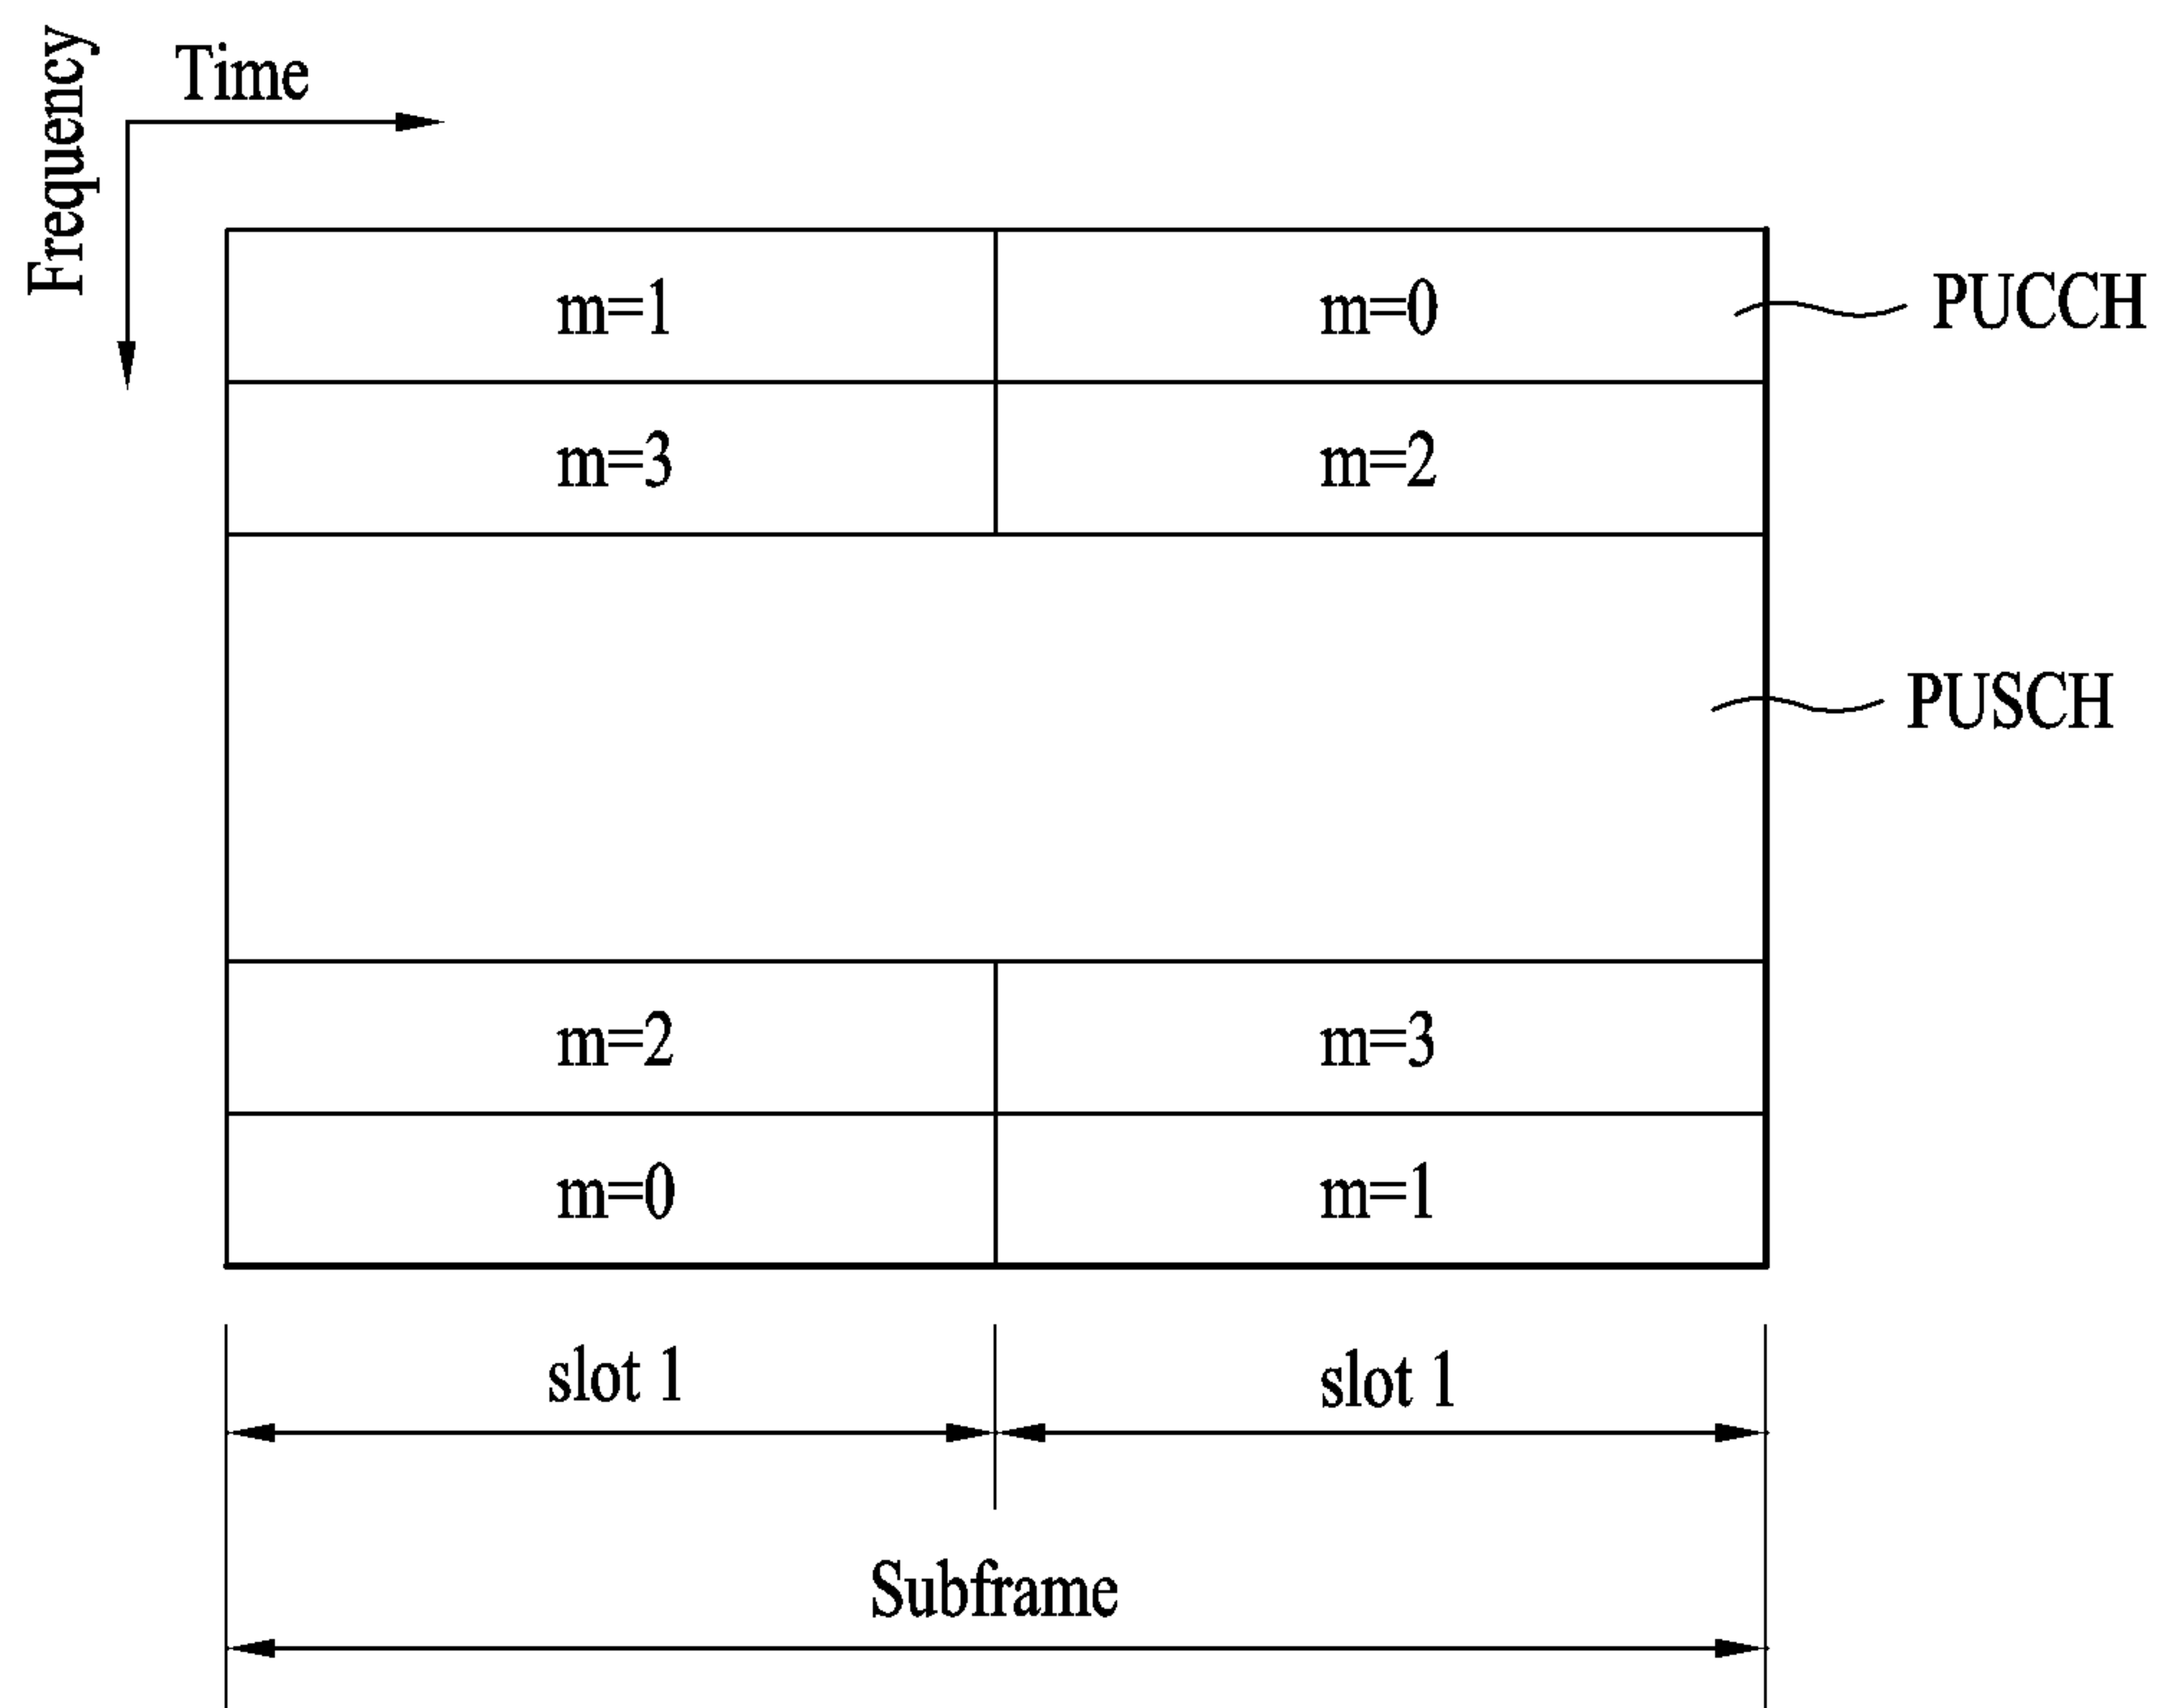 Frequency
Time
m=1
m=0
PUCCH
m=3
m=2
PUSCH
m=2
m=3
m=0
m=1
slot 1
slot 1
Subframe